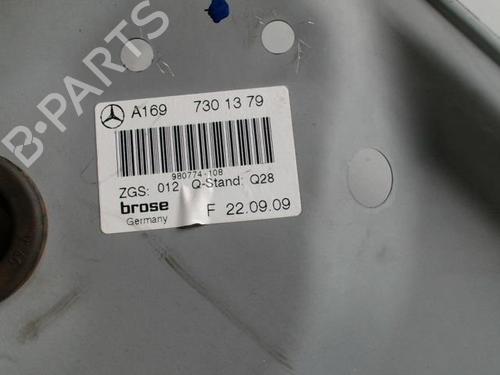 A169 730 13 79
980774-108
ZGS: 012 Q-Stand: Q28
brose F 22.09.09
Germany
B-PARTS